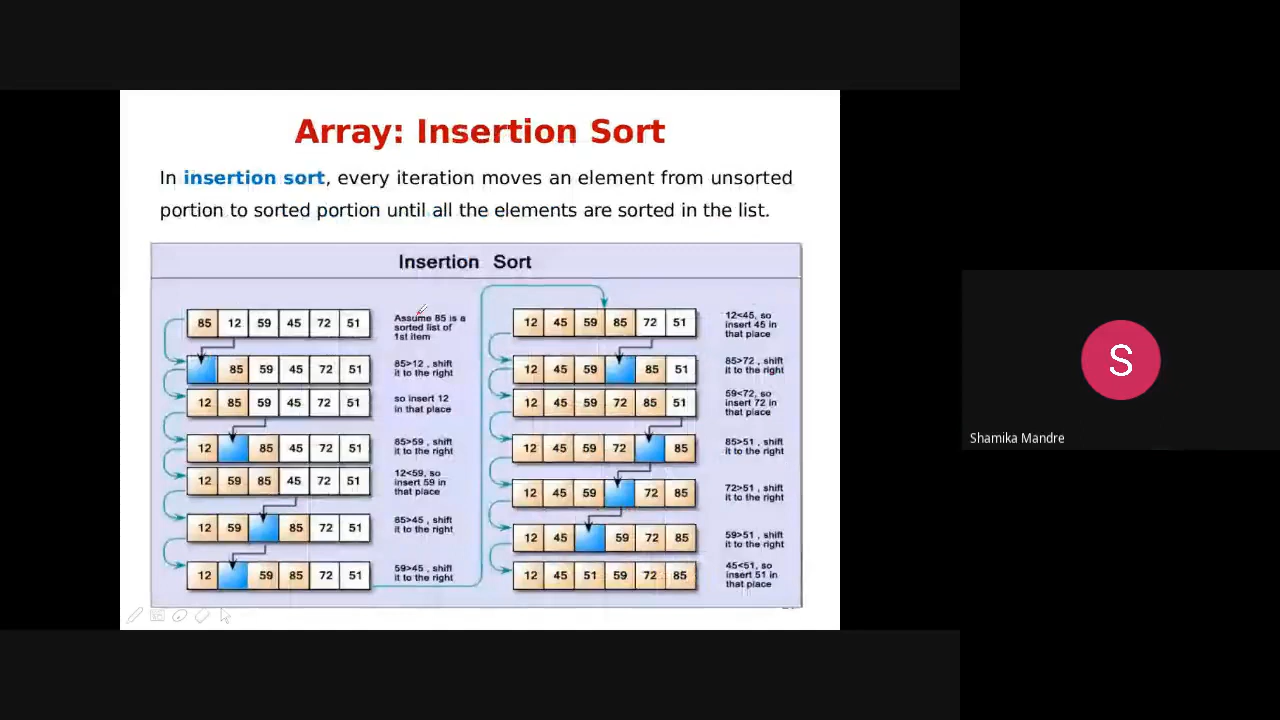 Array: Insertion Sort
In insertion sort, every iteration moves an element from unsorted
portion to sorted portion until all the elements are sorted in the list.
Insertion Sort
85 12 59 45 72 51
Assume 85 is a
sorted list of
1st item
85 59 45 72 51
85>12 , shift
it to the right
12 85 59 45 72 51
so insert 12
in that place
12 85 45 72 51
85>59 , shift
it to the right
12 59 85 45 72 51
12<59, so
insert 59 in
that place
12 59 85 72 51
85>45 , shift
it to the right
12 59 85 72 51
59>45 , shift
it to the right
12 45 59 85 72 51
12<45, so
insert 45 in
that place
12 45 59 85 51
85>72 , shift
it to the right
12 45 59 72 85 51
59<72, so
insert 72 in
that place
12 45 59 72 85
85>51 , shift
it to the right
12 45 59 72 85
72>51 , shift
it to the right
12 45 59 72 85
59>51 , shift
it to the right
12 45 51 59 72 85
45<51, so
insert 51 in
that place
S
Shamika Mandre